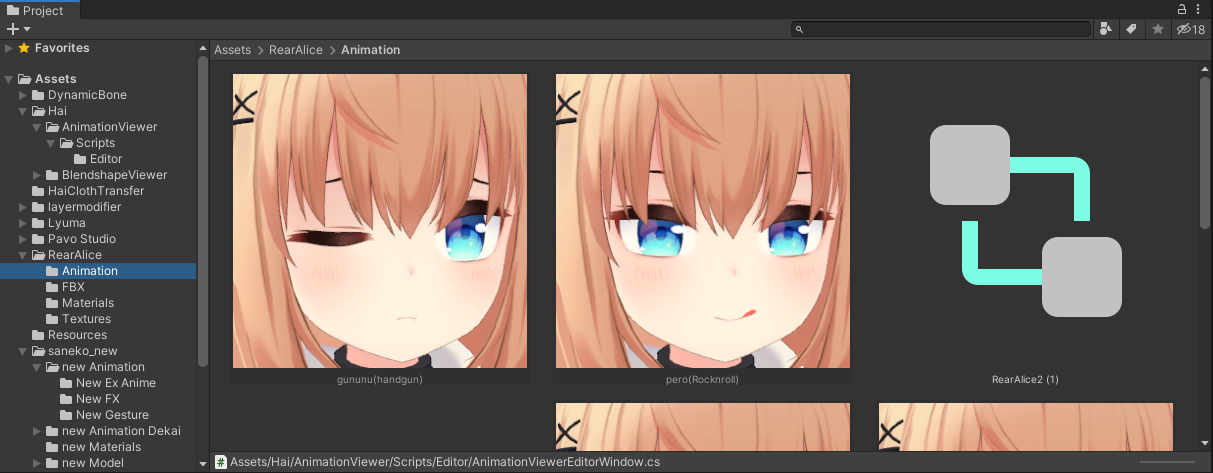 Project
18
Favorites
Assets
DynamicBone
Hai
AnimationViewer
Scripts
Editor
BlendshapeViewer
HaiClothTransfer
layermodifier
Lyuma
Pavo Studio
RearAlice
Animation
FBX
Materials
Textures
Resources
saneko_new
new Animation
New Ex Anime
New FX
New Gesture
new Animation Dekai
new Materials
new Model
Assets > RearAlice > Animation
gununu(handgun)
pero(Rocknroll)
RearAlice2 (1)
Assets/Hai/AnimationViewer/Scripts/Editor/AnimationViewerEditorWindow.cs